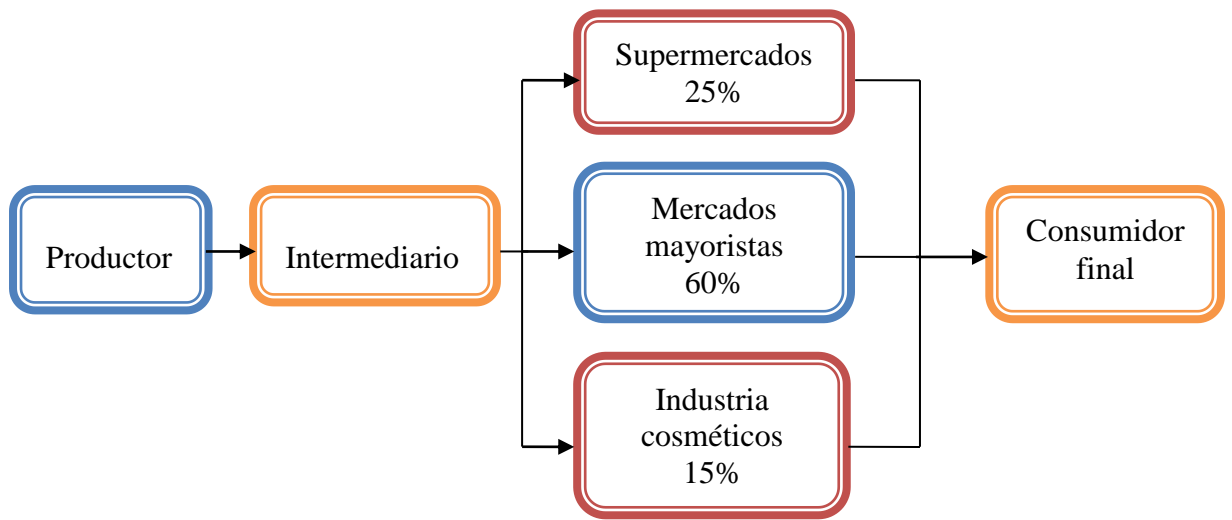 Productor
Intermediario
Supermercados
25%
Mercados
mayoristas
60%
Industria
cosméticos
15%
Consumidor
final